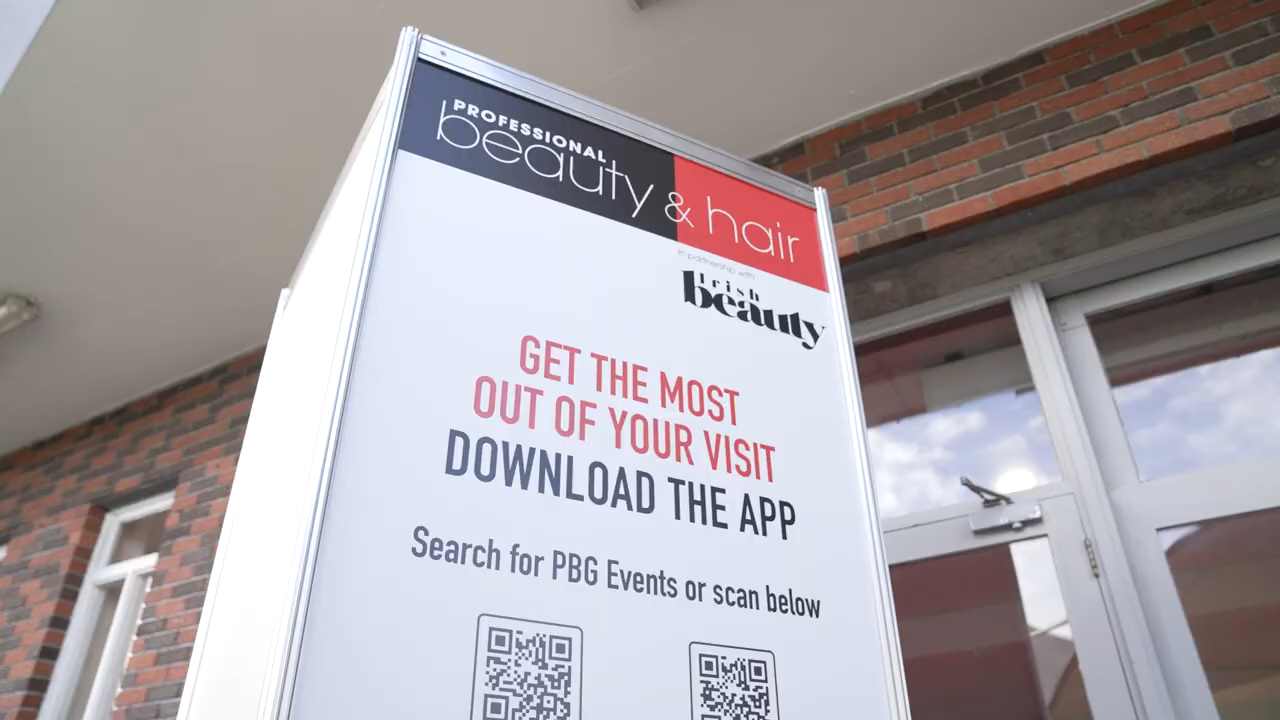 PROFESSIONAL
beauty & hair
in partnership with
Irish
beauty
GET THE MOST
OUT OF YOUR VISIT
DOWNLOAD THE APP
Search for PBG Events or scan below